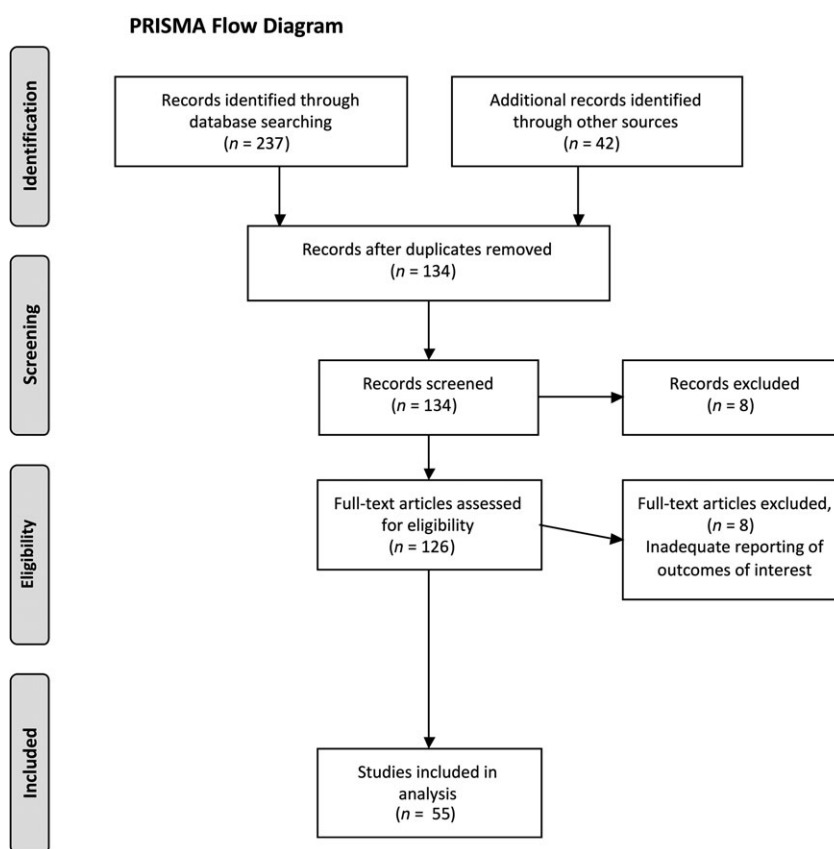 PRISMA Flow Diagram
Identification
Records identified through
database searching
(n = 237)
Additional records identified
through other sources
(n = 42)
Records after duplicates removed
(n = 134)
Screening
Records screened
(n = 134)
Records excluded
(n = 8)
Eligibility
Full-text articles assessed
for eligibility
(n = 126)
Full-text articles excluded,
(n = 8)
Inadequate reporting of
outcomes of interest
Included
Studies included in
analysis
(n = 55)